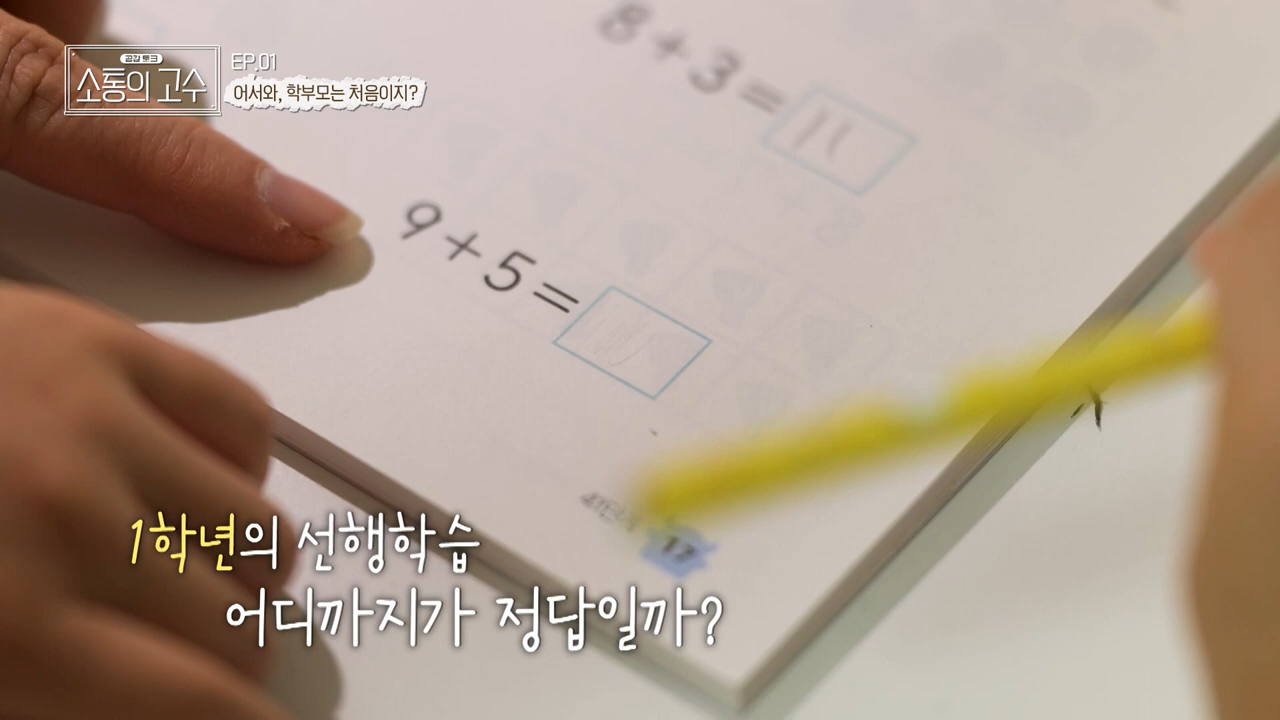 공감 토크
소통의 고수
EP.01
어서와, 학부모는 처음이지?
8+3=11
9+5=
17
1학년의 선행학습
어디까지가 정답일까?